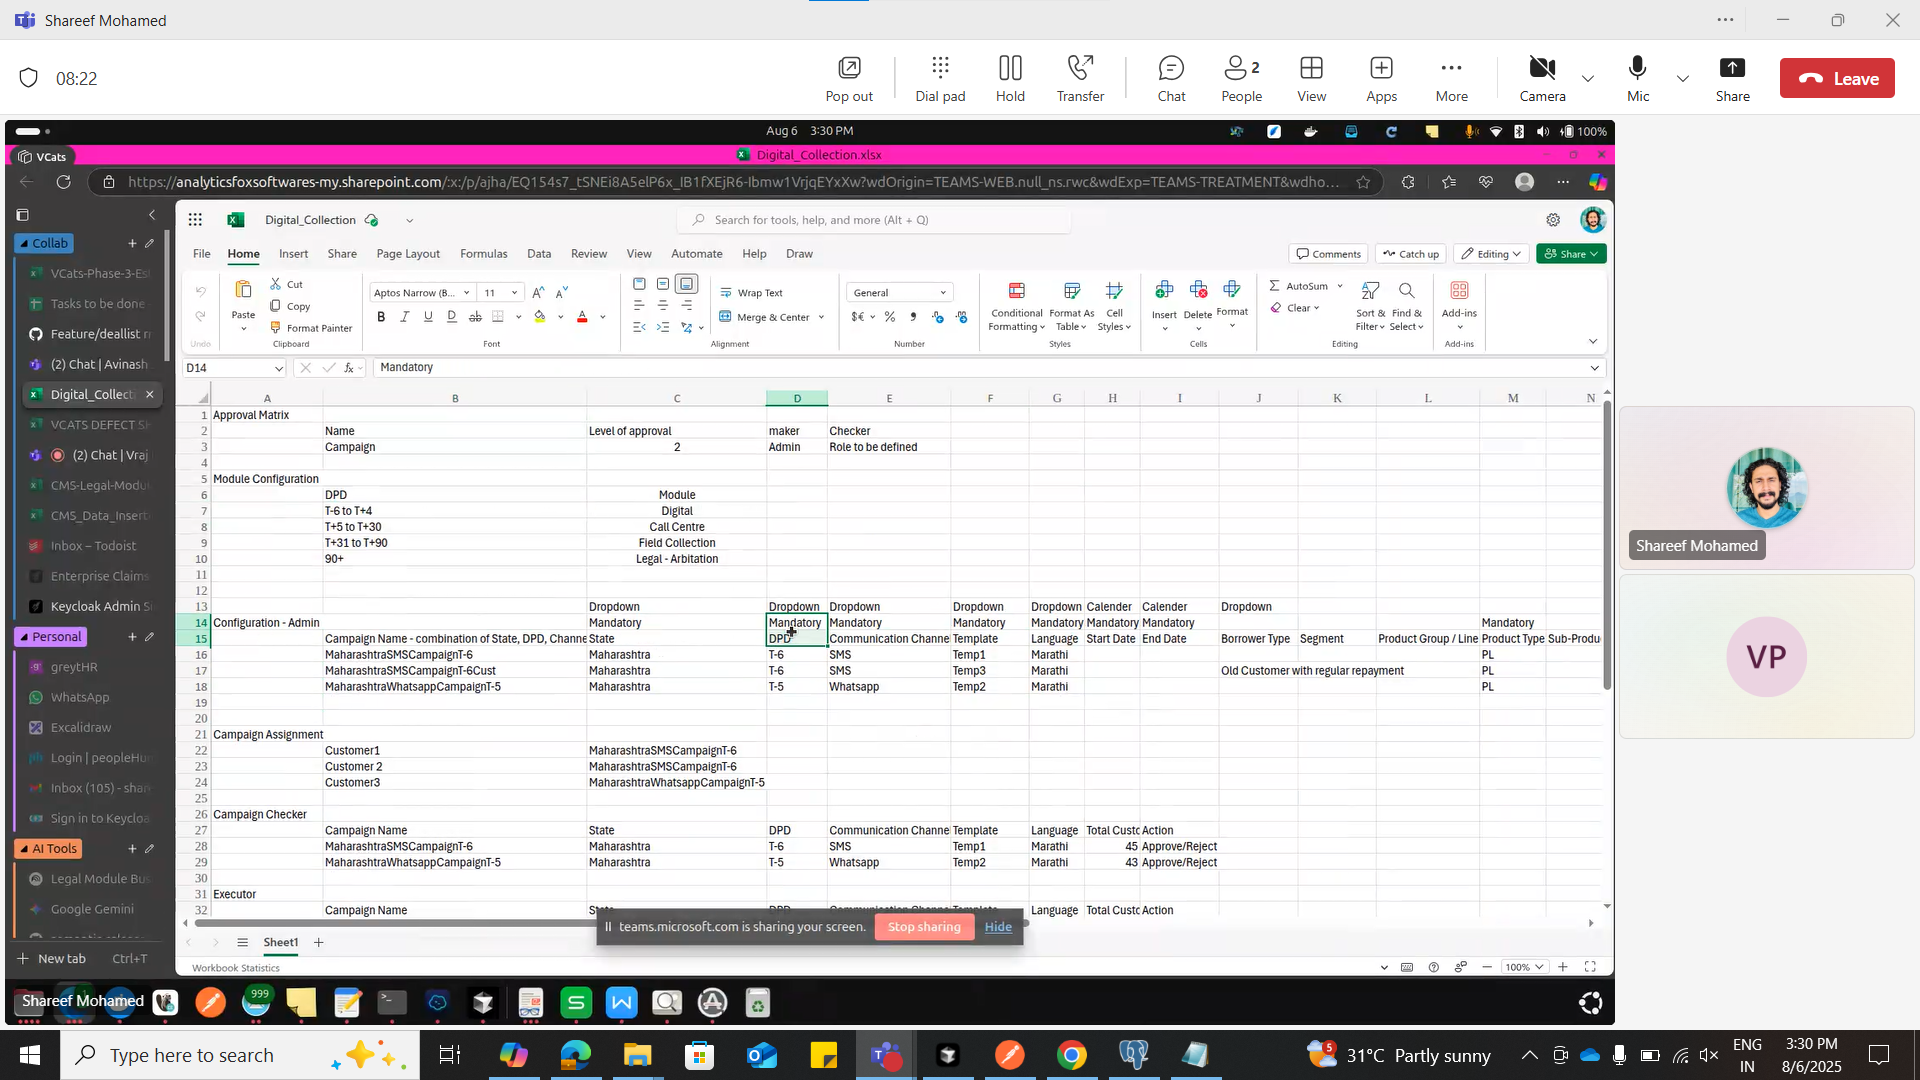 Shareef Mohamed
08:22
Pop out
Dial pad
Hold
Transfer
Chat
2
People
View
Apps
More
Camera
Mic
Share
Leave
Aug 6 3:30 PM
100%
VCats
Digital_Collection.xlsx
https://analyticsfoxsoftwares-my.sharepoint.com/:x:/p/ajha/EQ154s7_tSNEi8A5elP6x_IB1fXEjR6-Ibmw1VrjqEYxXw?wdOrigin=TEAMS-WEB.null_ns.rwc&wdExp=TEAMS-TREATMENT&wdho...
Collab
VCats-Phase-3-Est
Tasks to be done -
Feature/deallist m
(2) Chat | Avinash
Digital_Collecti
VCATS DEFECT SH
(2) Chat | Vraj
CMS-Legal-Modu
CMS_Data_Insert
Inbox – Todoist
Enterprise Claims
Keycloak Admin S
Personal
greytHR
WhatsApp
Excalidraw
Login | peopleHu
Inbox (105) - shar
Sign in to Keycloa
AI Tools
Legal Module Bus
Google Gemini
New tab Ctrl+T
Digital_Collection
Search for tools, help, and more (Alt + Q)
File Home Insert Share Page Layout Formulas Data Review View Automate Help Draw
Comments Catch up Editing Share
Undo
Paste Cut Copy Format Painter Clipboard
Aptos Narrow (B... 11 Font
Wrap Text Merge & Center Alignment
General Number
Conditional Formatting Format As Table Cell Styles Styles
Insert Delete Format Cells
AutoSum Clear Sort & Filter Find & Select Editing
Add-ins Add-ins
D14 fx Mandatory
A B C D E F G H I J K L M N
1 Approval Matrix
2 Name Level of approval maker Checker
3 Campaign 2 Admin Role to be defined
4
5 Module Configuration
6 DPD Module
7 T-6 to T+4 Digital
8 T+5 to T+30 Call Centre
9 T+31 to T+90 Field Collection
10 90+ Legal - Arbitation
11
12
13 Dropdown Dropdown Dropdown Dropdown Dropdown Calender Calender Dropdown
14 Configuration - Admin Mandatory Mandatory Mandatory Mandatory Mandatory Mandatory Mandatory Mandatory
15 Campaign Name - combination of State, DPD, Channe State DPD Communication Channe Template Language Start Date End Date Borrower Type Segment Product Group / Line Product Type Sub-Produ
16 MaharashtraSMSCampaignT-6 Maharashtra T-6 SMS Temp1 Marathi PL
17 MaharashtraSMSCampaignT-6Cust Maharashtra T-6 SMS Temp3 Marathi Old Customer with regular repayment PL
18 MaharashtraWhatsappCampaignT-5 Maharashtra T-5 Whatsapp Temp2 Marathi PL
19
20
21 Campaign Assignment
22 Customer1 MaharashtraSMSCampaignT-6
23 Customer 2 MaharashtraSMSCampaignT-6
24 Customer3 MaharashtraWhatsappCampaignT-5
25
26 Campaign Checker
27 Campaign Name State DPD Communication Channe Template Language Total Custo Action
28 MaharashtraSMSCampaignT-6 Maharashtra T-6 SMS Temp1 Marathi 45 Approve/Reject
29 MaharashtraWhatsappCampaignT-5 Maharashtra T-5 Whatsapp Temp2 Marathi 43 Approve/Reject
30
31 Executor
32 Campaign Name Language Total Custo Action
teams.microsoft.com is sharing your screen. Stop sharing Hide
Sheet1
Workbook Statistics
100%
Shareef Mohamed
999
Shareef Mohamed
VP
Type here to search
31°C Partly sunny
ENG
IN
3:30 PM
8/6/2025